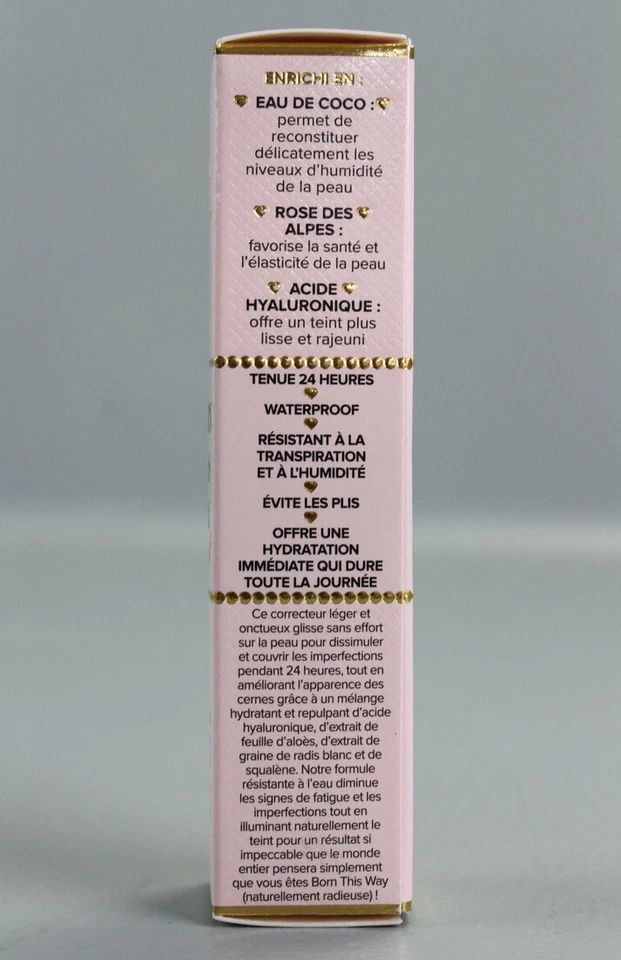 ENRICHI EN :
EAU DE COCO :
permet de
reconstituer
délicatement les
niveaux d'humidité
de la peau
ROSE DES
ALPES :
favorise la santé et
l'élasticité de la peau
ACIDE
HYALURONIQUE :
offre un teint plus
lisse et rajeuni
TENUE 24 HEURES
WATERPROOF
RÉSISTANT À LA
TRANSPIRATION
ET À L'HUMIDITÉ
ÉVITE LES PLIS
OFFRE UNE
HYDRATATION
IMMÉDIATE QUI DURE
TOUTE LA JOURNÉE
Ce correcteur léger et
onctueux glisse sans effort
sur la peau pour dissimuler
et couvrir les imperfections
pendant 24 heures, tout en
améliorant l'apparence des
cernes grâce à un mélange
hydratant et repulpant d'acide
hyaluronique, d'extrait de
feuille d'aloès, d'extrait de
graine de radis blanc et de
squalène. Notre formule
résistante à l'eau diminue
les signes de fatigue et les
imperfections tout en
illuminant naturellement le
teint pour un résultat si
impeccable que le monde
entier pensera simplement
que vous êtes Born This Way
(naturellement radieuse) !